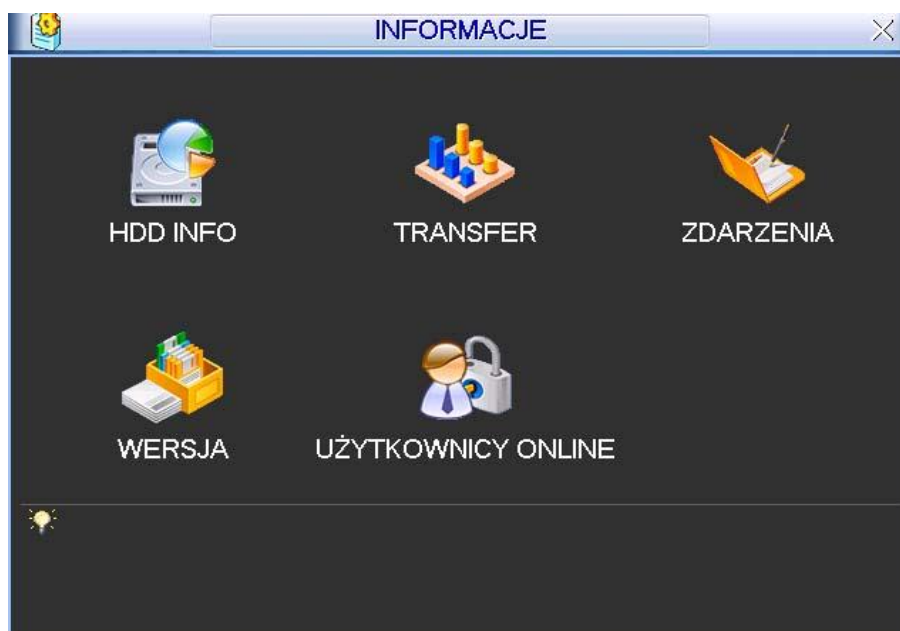 INFORMACJE
HDD INFO
TRANSFER
ZDARZENIA
WERSJA
UŻYTKOWNICY ONLINE